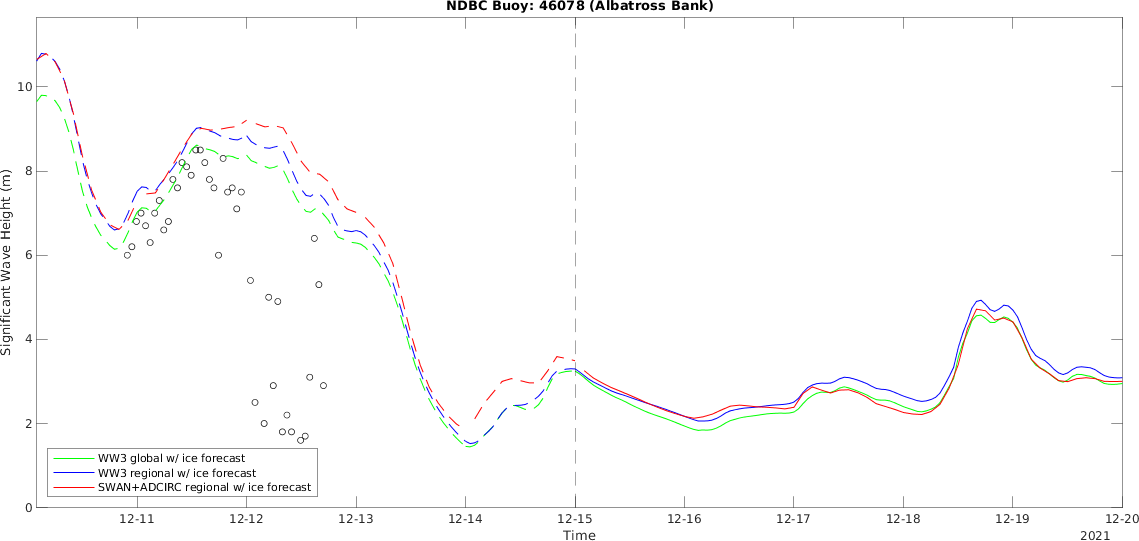 NDBC Buoy: 46078 (Albatross Bank)
Significant Wave Height (m)
10
8
6
4
2
0
WW3 global w/ ice forecast
WW3 regional w/ ice forecast
SWAN+ADCIRC regional w/ ice forecast
12-11 12-12 12-13 12-14 12-15 12-16 12-17 12-18 12-19 12-20
Time
2021